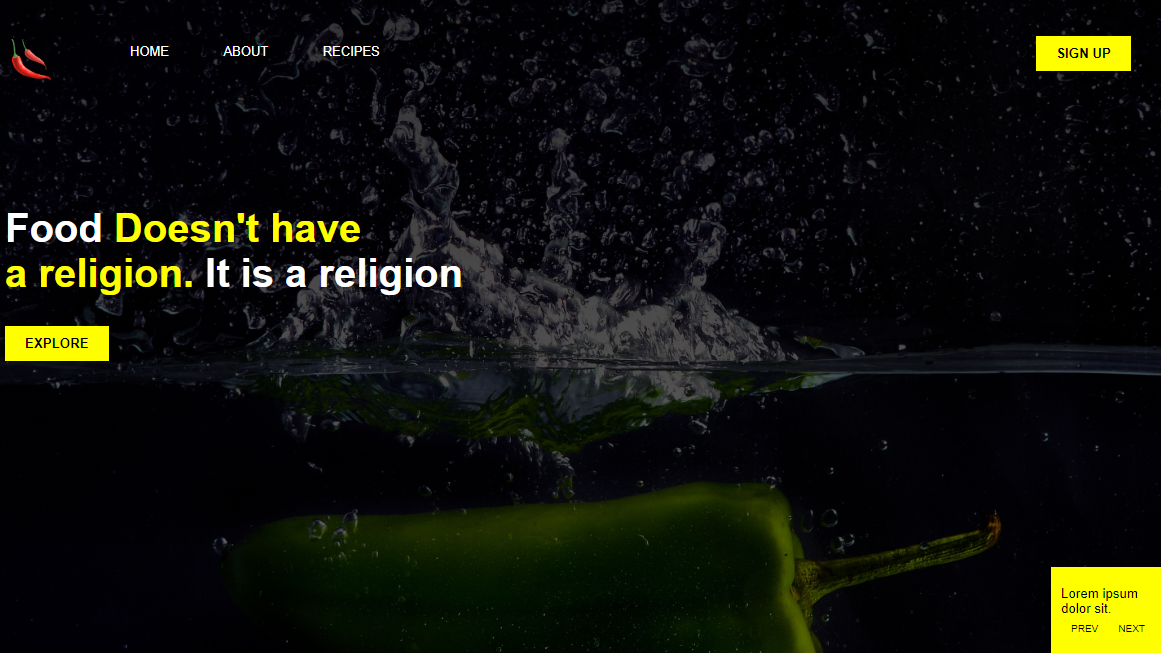 HOME ABOUT RECIPES SIGN UP
Food Doesn't have
a religion. It is a religion
EXPLORE
Lorem ipsum
dolor sit.
PREV NEXT